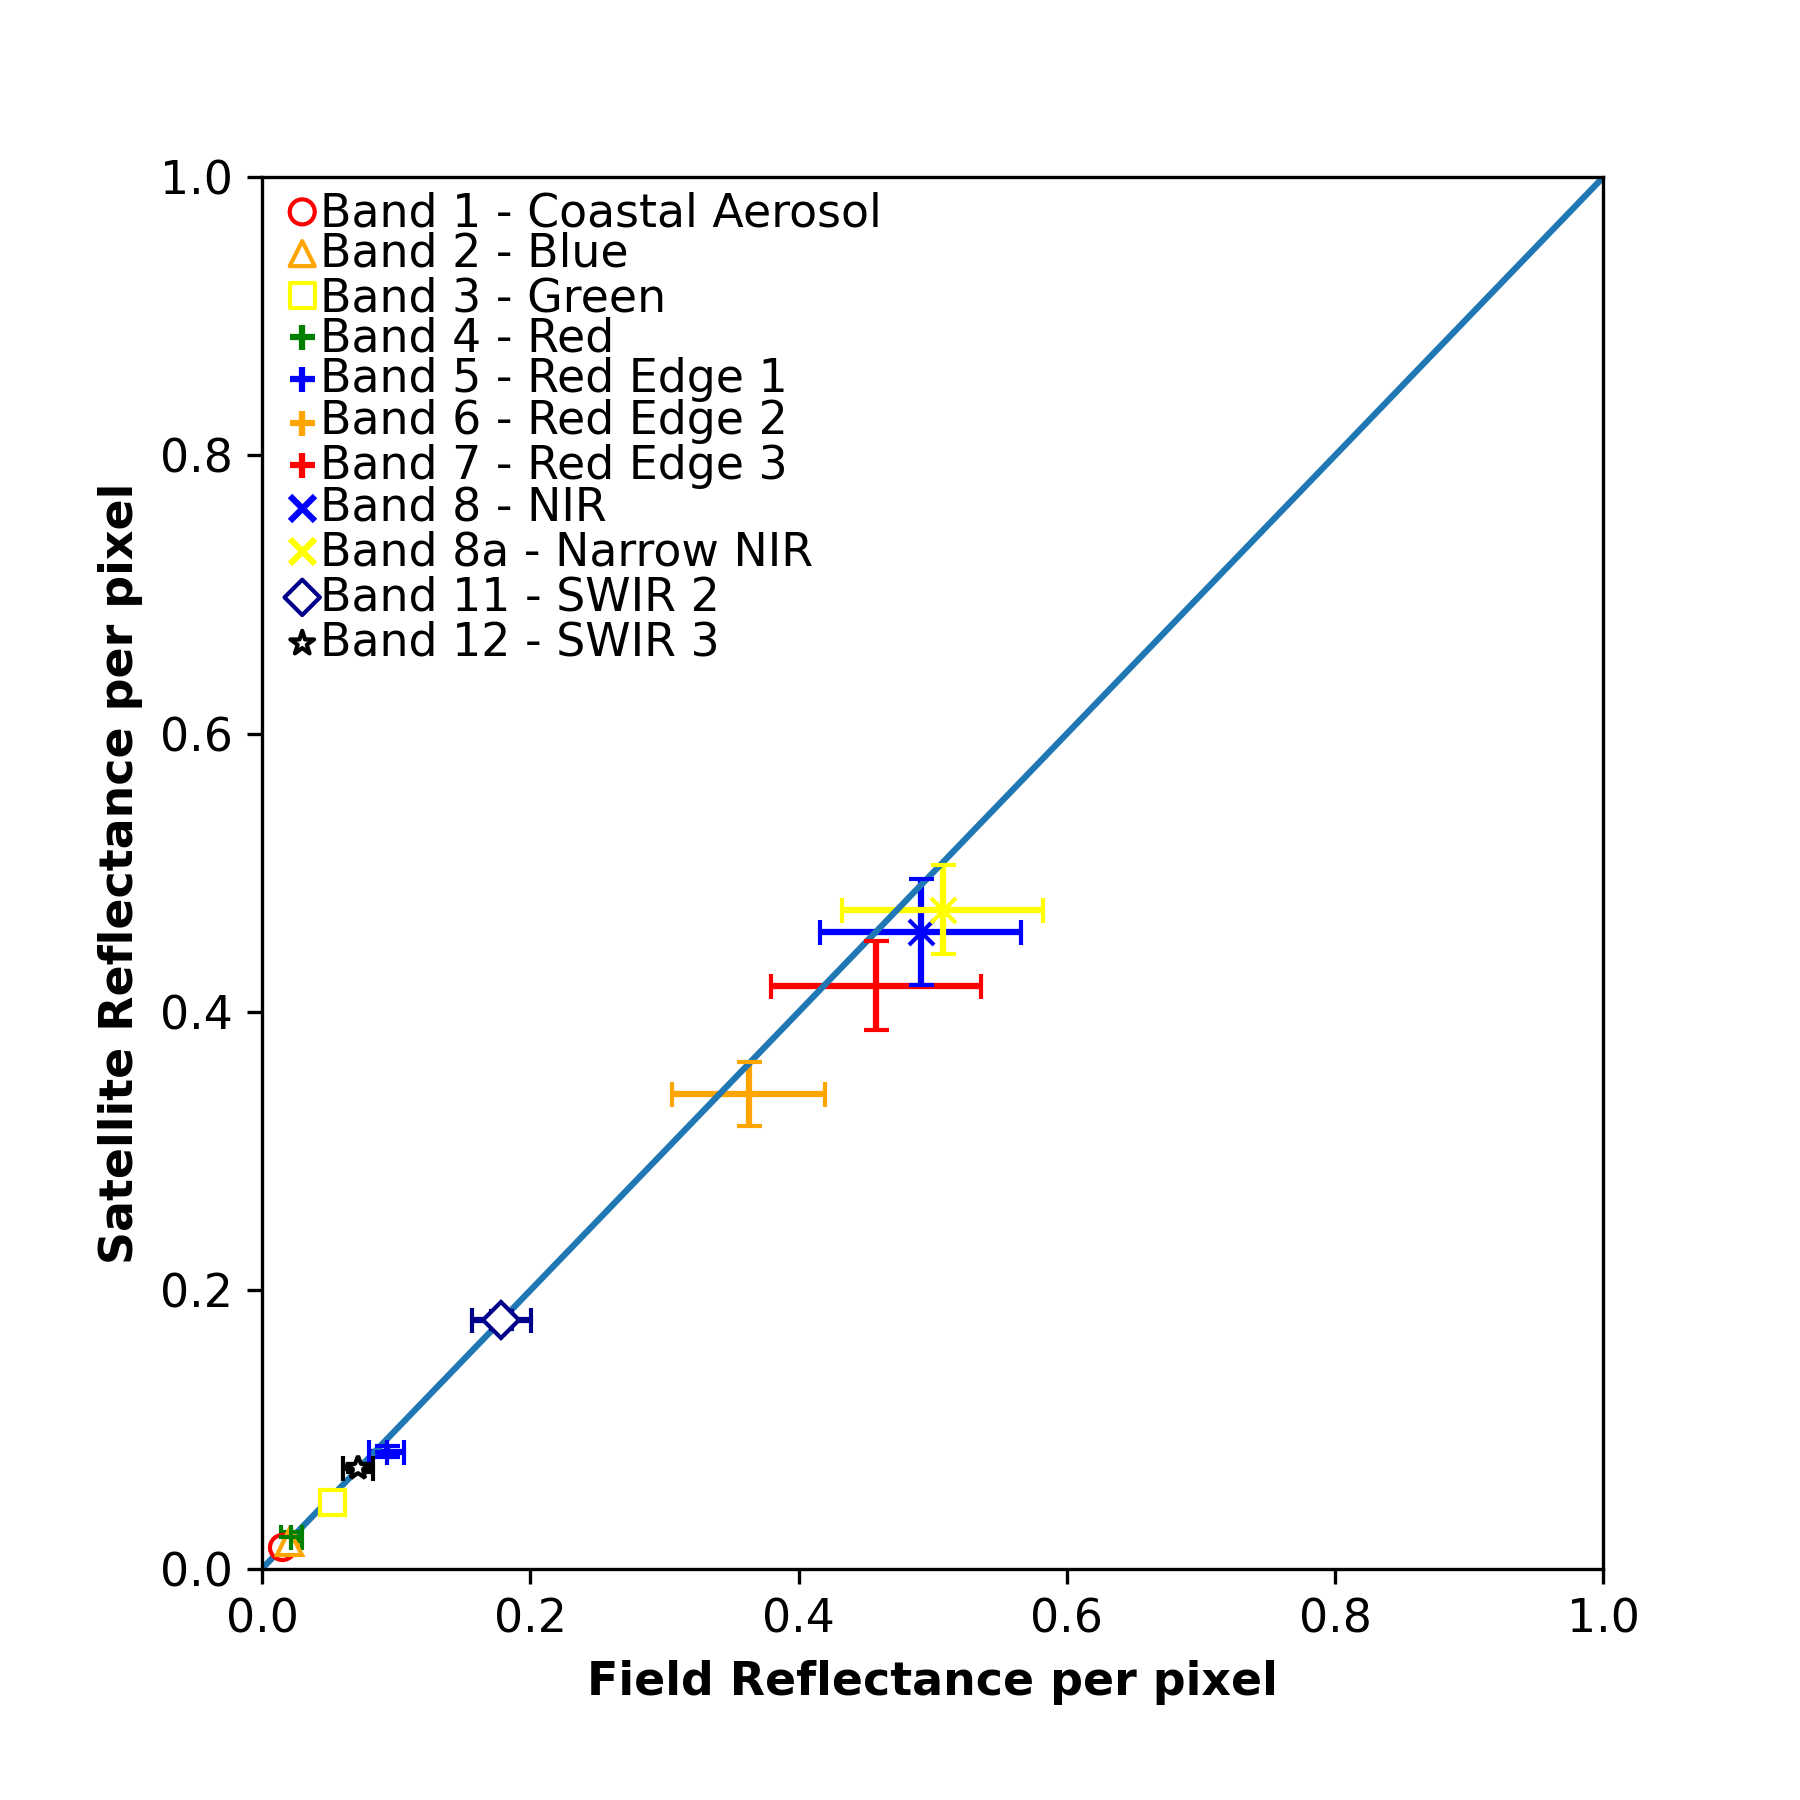 1.0
Band 1 - Coastal Aerosol
Band 2 - Blue
Band 3 - Green
Band 4 - Red
Band 5 - Red Edge 1
Band 6 - Red Edge 2
0.8
Band 7 - Red Edge 3
Band 8 - NIR
Band 8a - Narrow NIR
Band 11 - SWIR 2
Band 12 - SWIR 3
0.6
Satellite Reflectance per pixel
0.4
0.2
0.0
0.0 0.2 0.4 0.6 0.8 1.0
Field Reflectance per pixel